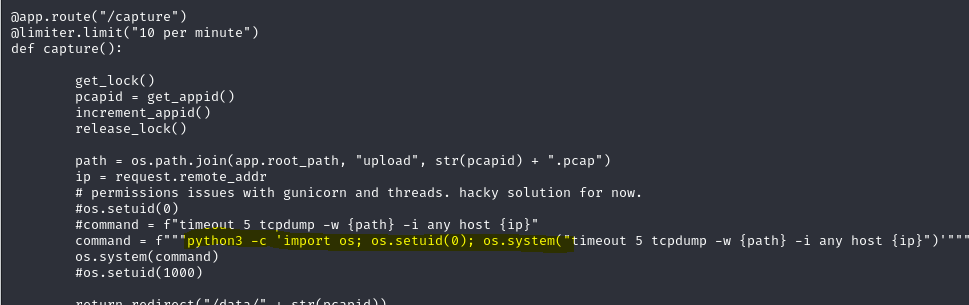 @app.route("/capture")
@limiter.limit("10 per minute")
def capture():
get_lock()
pcapid = get_appid()
increment_appid()
release_lock()
path = os.path.join(app.root_path, "upload", str(pcapid) + ".pcap")
ip = request.remote_addr
# permissions issues with gunicorn and threads. hacky solution for now.
#os.setuid(0)
#command = f"timeout 5 tcpdump -w {path} -i any host {ip}"
command = f"""python3 -c 'import os; os.setuid(0); os.system("timeout 5 tcpdump -w {path} -i any host {ip}")'"""
os.system(command)
#os.setuid(1000)
return redirect("/data/" + str(pcapid))